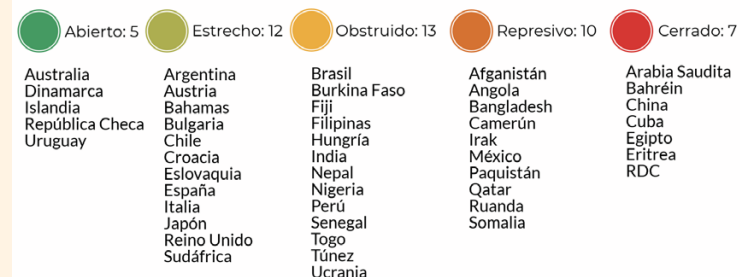 Abierto: 5
Estrecho: 12
Obstruido: 13
Represivo: 10
Cerrado: 7
Australia
Dinamarca
Islandia
República Checa
Uruguay
Argentina
Austria
Bahamas
Bulgaria
Chile
Croacia
Eslovaquia
España
Italia
Japón
Reino Unido
Sudáfrica
Brasil
Burkina Faso
Fiji
Filipinas
Hungría
India
Nepal
Nigeria
Perú
Senegal
Togo
Túnez
Ucrania
Afganistán
Angola
Bangladesh
Camerún
Irak
México
Paquistán
Qatar
Ruanda
Somalia
Arabia Saudita
Bahréin
China
Cuba
Egipto
Eritrea
RDC